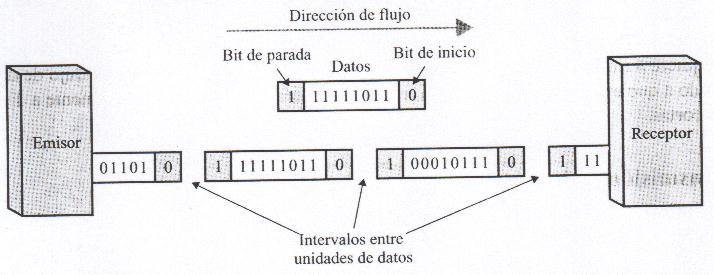 Dirección de flujo
Bit de parada
Datos
Bit de inicio
1 11111011 0
Emisor
Receptor
01101 0
1 11111011 0
1 00010111 0
1 11
Intervalos entre
unidades de datos